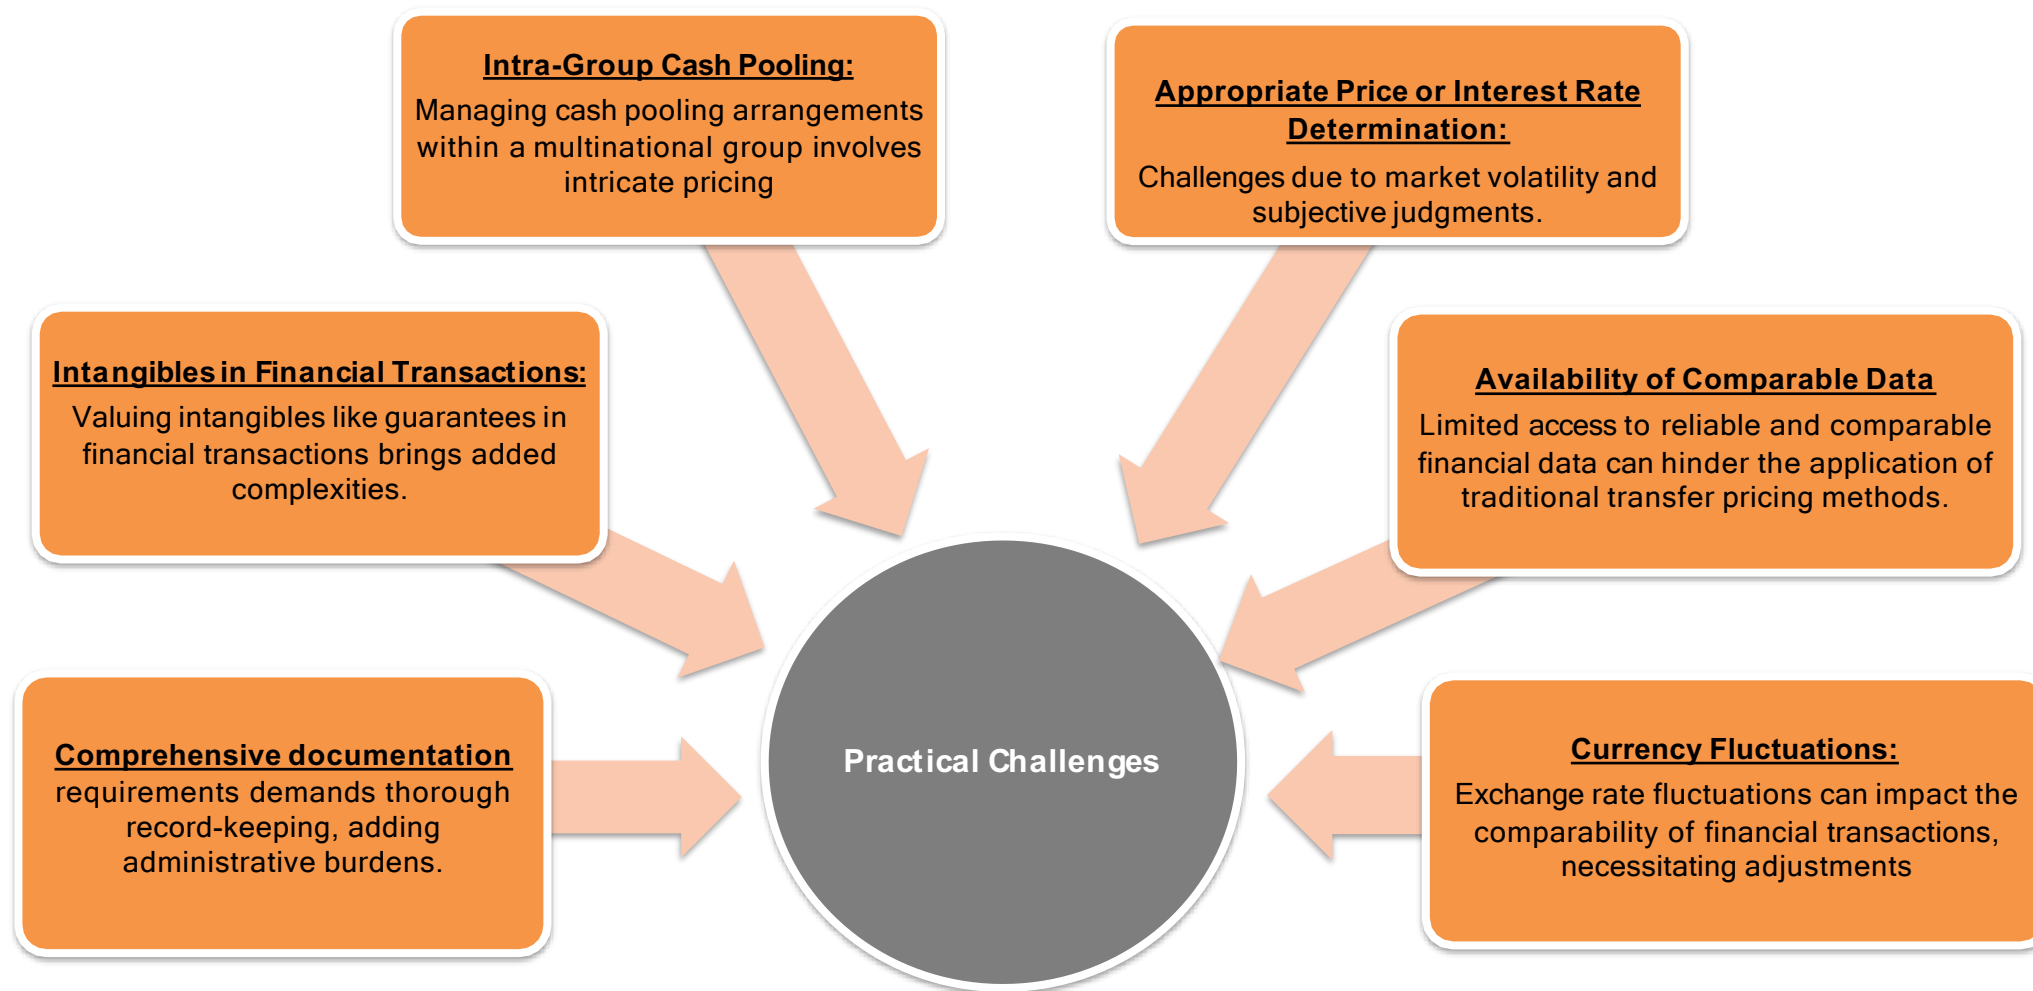 Intra-Group Cash Pooling:
Managing cash pooling arrangements
within a multinational group involves
intricate pricing
Appropriate Price or Interest Rate
Determination:
Challenges due to market volatility and
subjective judgments.
Intangibles in Financial Transactions:
Valuing intangibles like guarantees in
financial transactions brings added
complexities.
Availability of Comparable Data
Limited access to reliable and comparable
financial data can hinder the application of
traditional transfer pricing methods.
Comprehensive documentation
requirements demands thorough
record-keeping, adding
administrative burdens.
Practical Challenges
Currency Fluctuations:
Exchange rate fluctuations can impact the
comparability of financial transactions,
necessitating adjustments